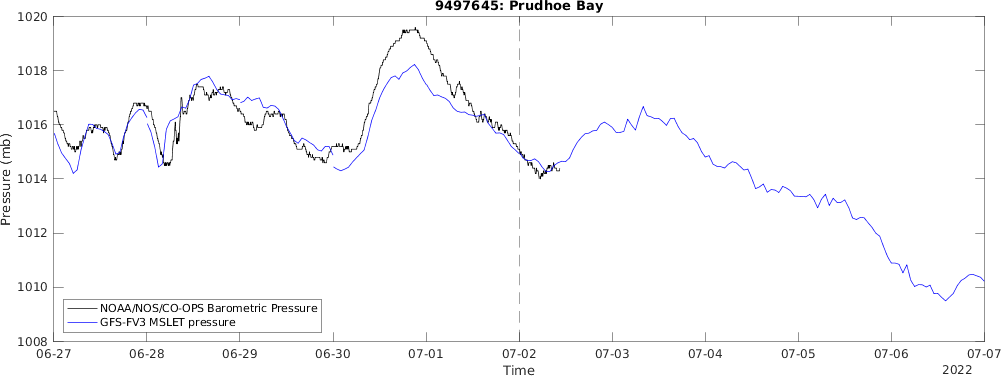 9497645: Prudhoe Bay
1020
1018
1016
1014
1012
1010
1008
Pressure (mb)
NOAA/NOS/CO-OPS Barometric Pressure
GFS-FV3 MSLET pressure
06-27 06-28 06-29 06-30 07-01 07-02 07-03 07-04 07-05 07-06 07-07
Time
2022